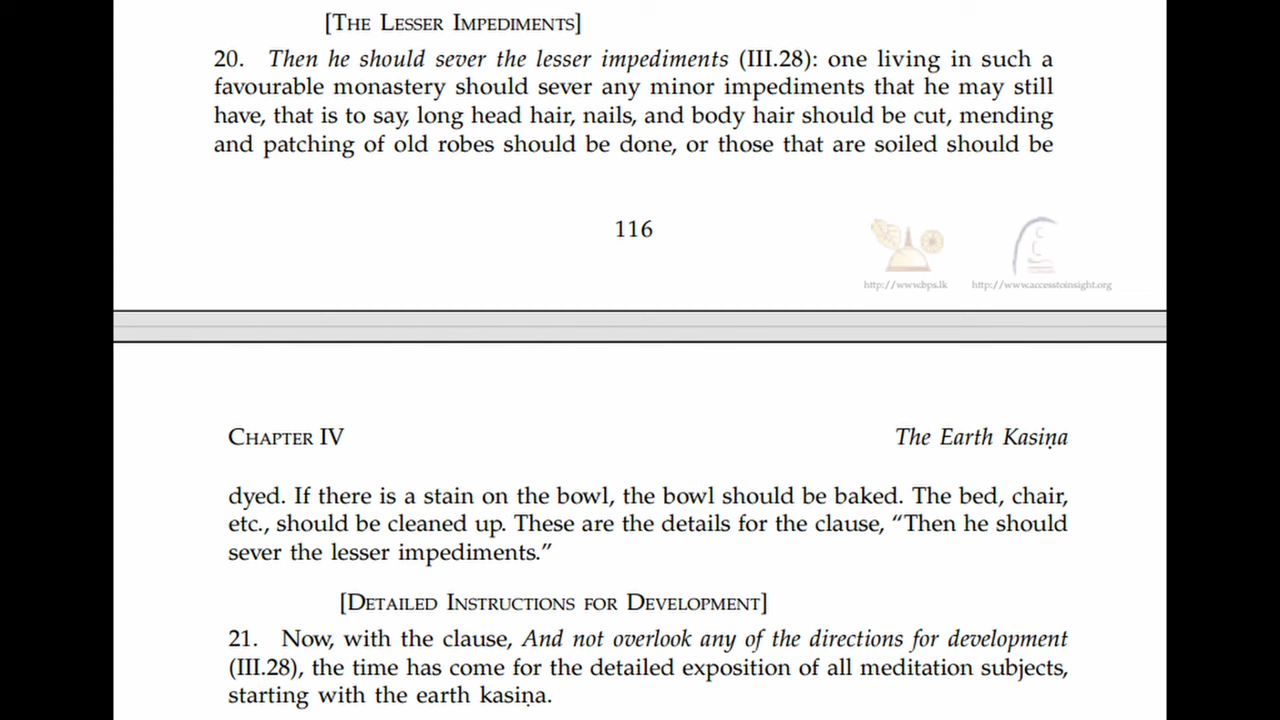 [The Lesser Impediments]
20. Then he should sever the lesser impediments (III.28): one living in such a
favourable monastery should sever any minor impediments that he may still
have, that is to say, long head hair, nails, and body hair should be cut, mending
and patching of old robes should be done, or those that are soiled should be
116
http://www.bps.lk http://www.accesstoinsight.org
Chapter IV The Earth Kasiṇa
dyed. If there is a stain on the bowl, the bowl should be baked. The bed, chair,
etc., should be cleaned up. These are the details for the clause, “Then he should
sever the lesser impediments.”
[Detailed Instructions for Development]
21. Now, with the clause, And not overlook any of the directions for development
(III.28), the time has come for the detailed exposition of all meditation subjects,
starting with the earth kasiṇa.